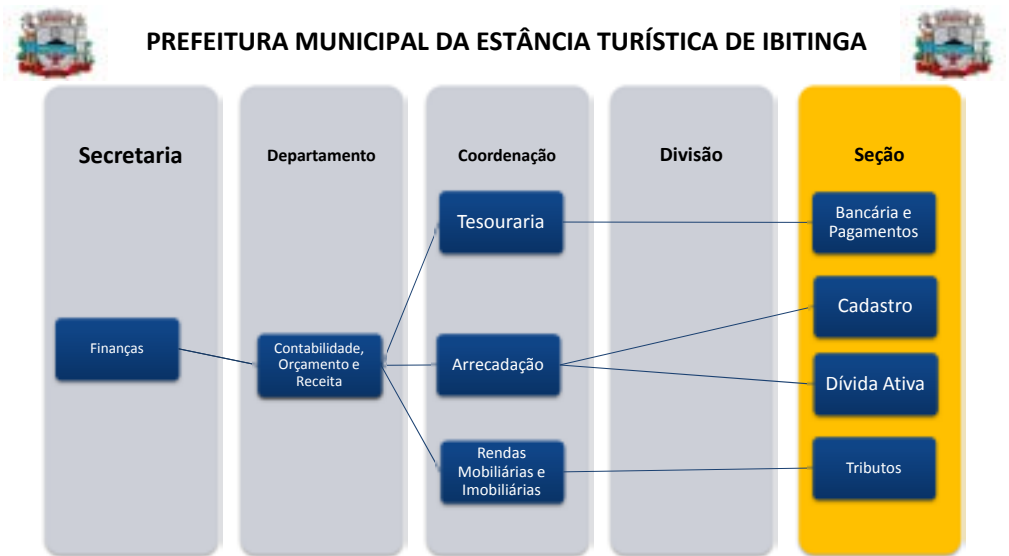 PREFEITURA MUNICIPAL DA ESTÂNCIA TURÍSTICA DE IBITINGA
Secretaria
Departamento
Coordenação
Divisão
Seção
Finanças
Contabilidade,
Orçamento e
Receita
Tesouraria
Arrecadação
Rendas
Mobiliárias e
Imobiliárias
Bancária e
Pagamentos
Cadastro
Dívida Ativa
Tributos